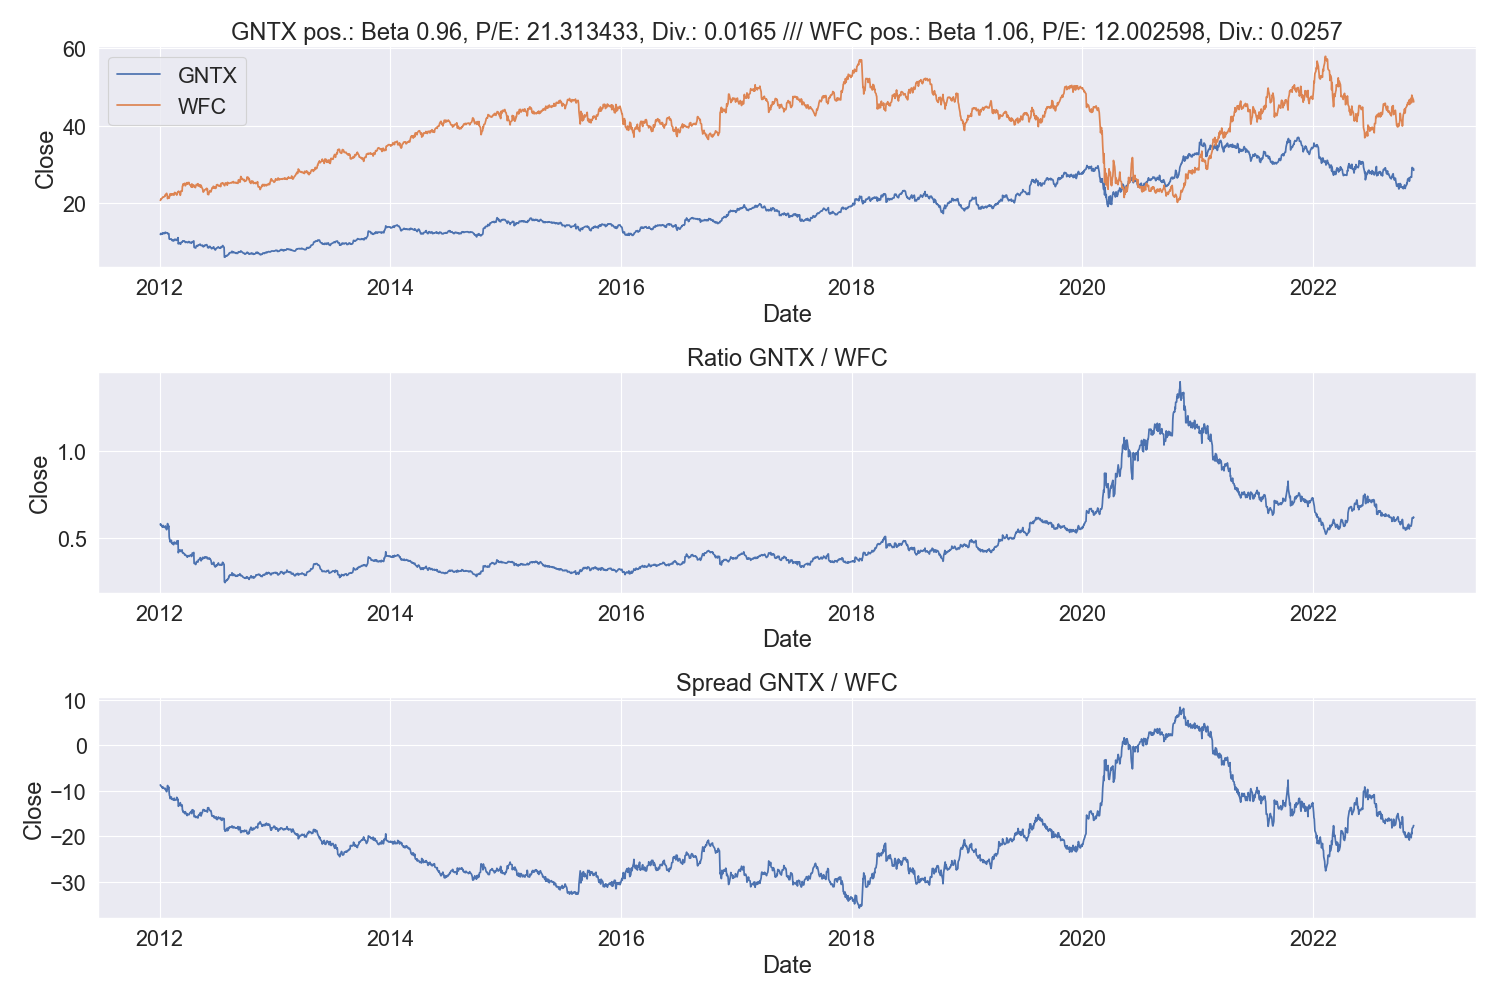 GNTX pos.: Beta 0.96, P/E: 21.313433, Div.: 0.0165 /// WFC pos.: Beta 1.06, P/E: 12.002598, Div.: 0.0257
60
40
20
Close
GNTX
WFC
2012 2014 2016 2018 2020 2022
Date
Ratio GNTX / WFC
1.0
0.5
Close
2012 2014 2016 2018 2020 2022
Date
Spread GNTX / WFC
10
0
−10
−20
−30
Close
2012 2014 2016 2018 2020 2022
Date